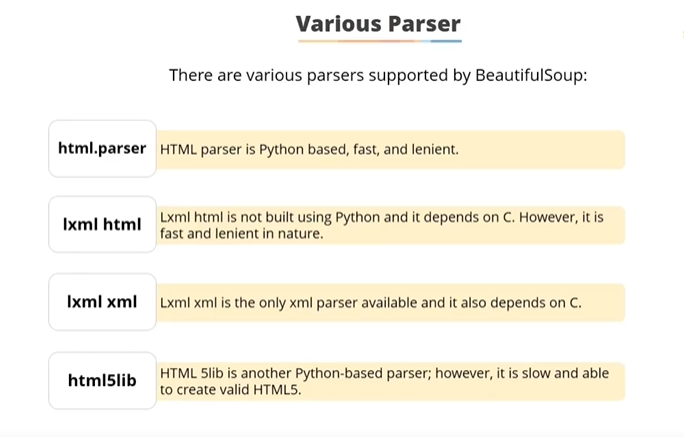 Various Parser
There are various parsers supported by BeautifulSoup:
html.parser
HTML parser is Python based, fast, and lenient.
lxml html
Lxml html is not built using Python and it depends on C. However, it is
fast and lenient in nature.
lxml xml
Lxml xml is the only xml parser available and it also depends on C.
html5lib
HTML 5lib is another Python-based parser; however, it is slow and able
to create valid HTML5.